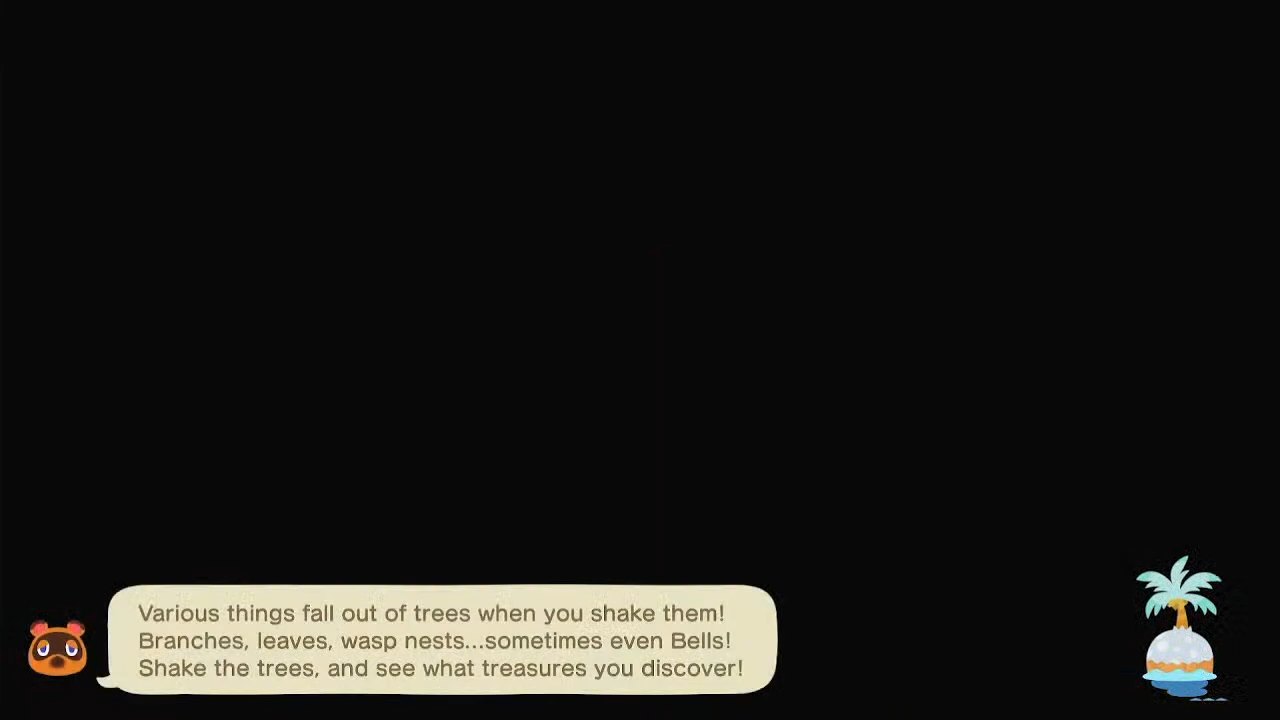 Various things fall out of trees when you shake them!
Branches, leaves, wasp nests...sometimes even Bells!
Shake the trees, and see what treasures you discover!